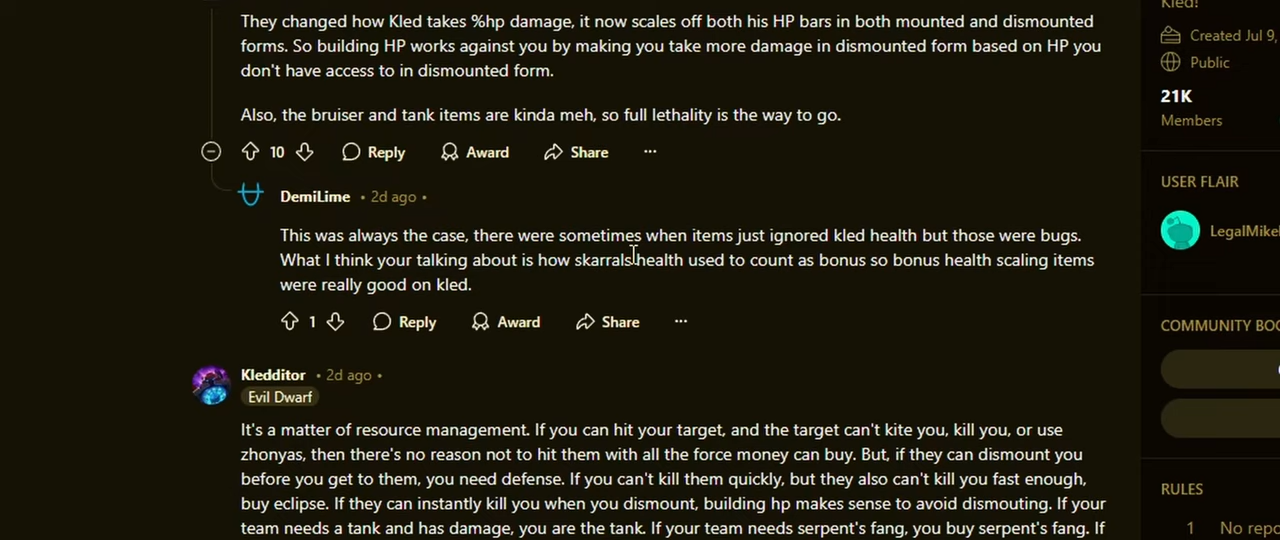 They changed how Kled takes %hp damage, it now scales off both his HP bars in both mounted and dismounted
forms. So building HP works against you by making you take more damage in dismounted form based on HP you
don't have access to in dismounted form.
Also, the bruiser and tank items are kinda meh, so full lethality is the way to go.
10 Reply Award Share ...
DemiLime • 2d ago •
This was always the case, there were sometimes when items just ignored kled health but those were bugs.
What I think your talking about is how skarrals health used to count as bonus so bonus health scaling items
were really good on kled.
1 Reply Award Share ...
Kledditor • 2d ago •
Evil Dwarf
It's a matter of resource management. If you can hit your target, and the target can't kite you, kill you, or use
zhonyas, then there's no reason not to hit them with all the force money can buy. But, if they can dismount you
before you get to them, you need defense. If you can't kill them quickly, but they also can't kill you fast enough,
buy eclipse. If they can instantly kill you when you dismount, building hp makes sense to avoid dismouting. If your
team needs a tank and has damage, you are the tank. If your team needs serpent's fang, you buy serpent's fang. If
Kled!
Created Jul 9,
Public
21K
Members
USER FLAIR
LegalMikel
COMMUNITY BOO
RULES
1 No repo